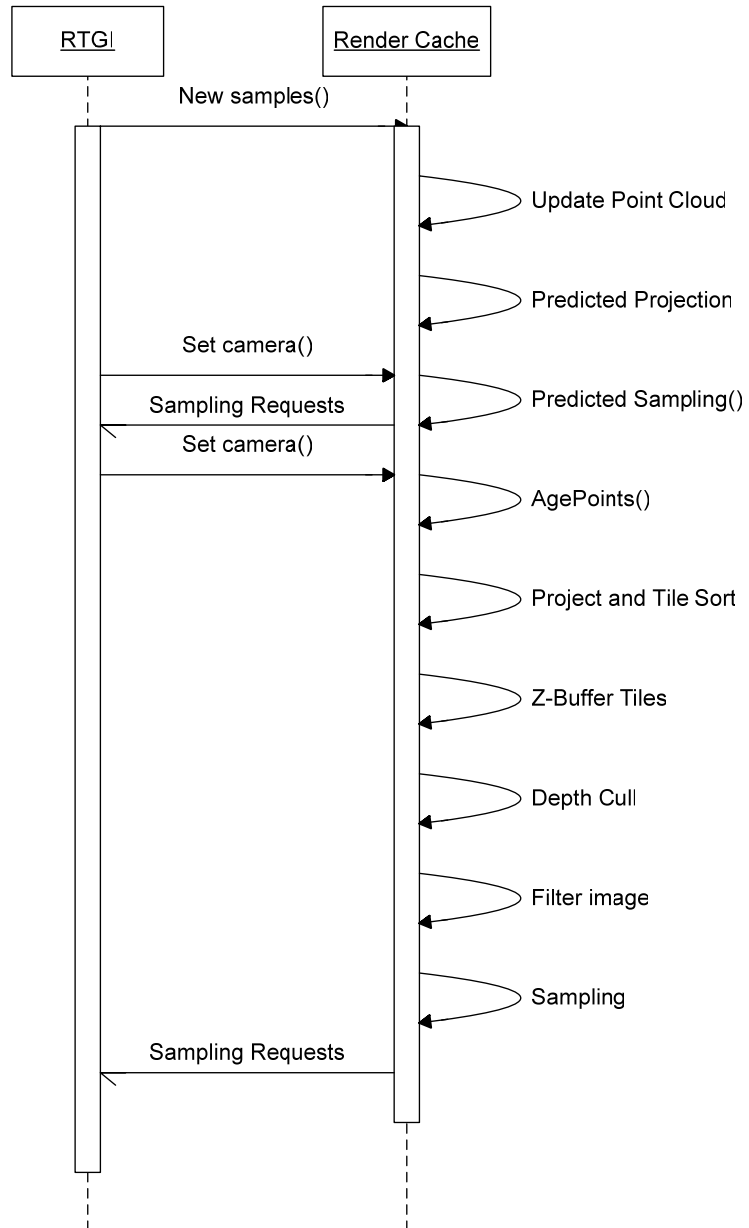 RTGI
Render Cache
New samples()
Update Point Cloud
Predicted Projection
Set camera()
Predicted Sampling()
Sampling Requests
Set camera()
AgePoints()
Project and Tile Sort
Z-Buffer Tiles
Depth Cull
Filter image
Sampling
Sampling Requests